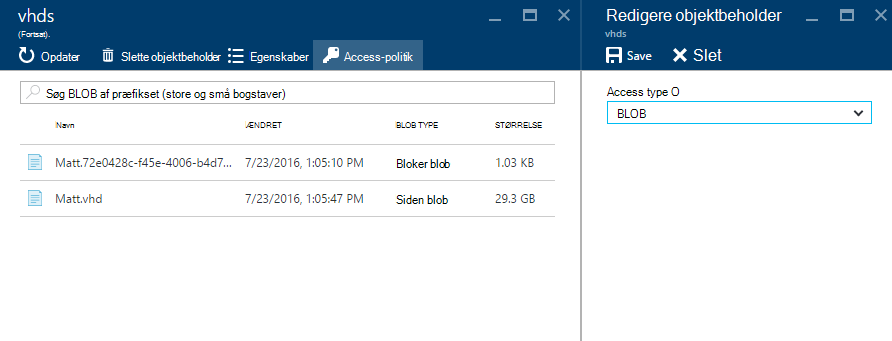 vhds
(Fortsat).
Opdater
Slette objektbeholder
Egenskaber
Access-politik
Søg BLOB af præfikset (store og små bogstaver)
Navn ÆNDRET BLOB TYPE STØRRELSE
Matt.72e0428c-f45e-4006-b4d7... 7/23/2016, 1:05:10 PM Bloker blob 1.03 KB
Matt.vhd 7/23/2016, 1:05:47 PM Siden blob 29.3 GB
Redigere objektbeholder
vhds
Save Slet
Access type O
BLOB